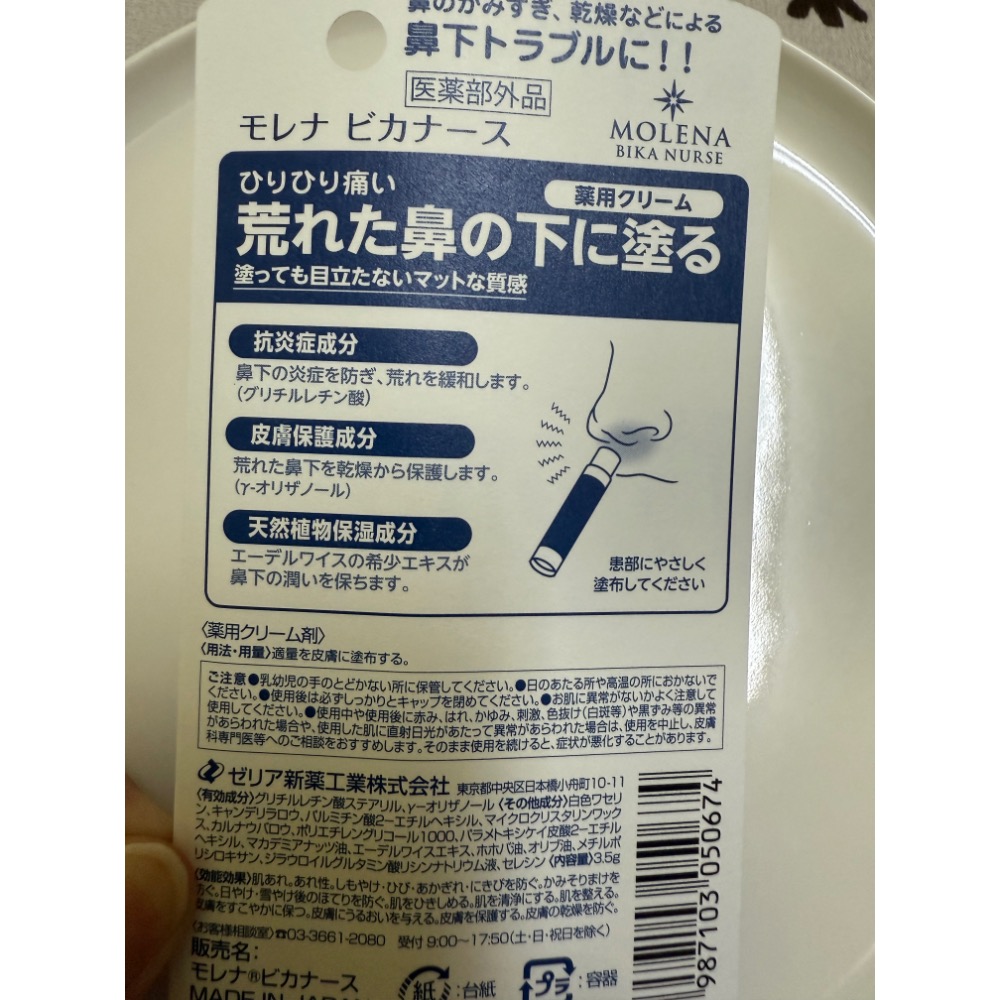 鼻のかみすぎ、乾燥などによる
鼻下トラブルに!!
医薬部外品
モレナ ビカナース
MOLENA
BIKA NURSE
ひりひり痛い
薬用クリーム
荒れた鼻の下に塗る
塗っても目立たないマットな質感
抗炎症成分
鼻下の炎症を防ぎ、荒れを緩和します。
(グリチルレチン酸)
皮膚保護成分
荒れた鼻下を乾燥から保護します。
(γ-オリザノール)
天然植物保湿成分
エーデルワイスの希少エキスが
鼻下の潤いを保ちます。
患部にやさしく
塗布してください
〈薬用クリーム剤〉
〈用法・用量〉適量を皮膚に塗布する。
ご注意●乳幼児の手のとどかない所に保管してください。●日のあたる所や高温の所におかないで
ください。●使用後は必ずしっかりとキャップを閉めてください。●お肌に異常がないかよく注意して
使用してください。●使用中や使用後に赤み、はれ、かゆみ、刺激、色抜け(白斑等)や黒ずみ等の異常
があらわれた場合や、使用した肌に直射日光があたって異常があらわれた場合は、使用を中止し、皮膚
科専門医等へのご相談をおすすめします。そのまま使用を続けると、症状が悪化することがあります。
ゼリア新薬工業株式会社 東京都中央区日本橋小舟町10-11
〈有効成分〉グリチルレチン酸ステアリル、γーオリザノール 〈その他成分〉白色ワセリ
ン、キャンデリラロウ、パルミチン酸2ーエチルヘキシル、マイクロクリスタリンワック
ス、カルナウバロウ、ポリエチレングリコール1000、パラメトキシケイ皮酸2ーエチル
ヘキシル、マカデミアナッツ油、エーデルワイスエキス、ホホバ油、オリブ油、メチルポ
リシロキサン、ジラウロイルグルタミン酸リシンナトリウム液、セレシン 〈内容量〉3.5g
〈効能効果〉肌あれ。あれ性。しもやけ・ひび・あかぎれ・にきびを防ぐ。かみそりまけを
防ぐ。日やけ・雪やけ後のほてりを防ぐ。肌をひきしめる。肌を清浄にする。肌を整える。
皮膚をすこやかに保つ。皮膚にうるおいを与える。皮膚を保護する。皮膚の乾燥を防ぐ。
〈お客様相談室〉☎03-3661-2080 受付 9:00〜17:50(土・日・祝日を除く)
販売名:
モレナ®ビカナース
MADE IN JAPAN
紙 :台紙
プラ :容器
987103 050674